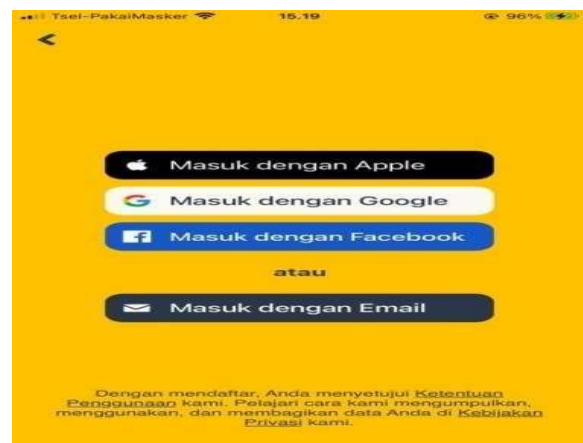 Tsel-PakaiMasker 15.19 96%
Masuk dengan Apple
Masuk dengan Google
Masuk dengan Facebook
atau
Masuk dengan Email
Dengan mendaftar, Anda menyetujui Ketentuan
Penggunaan kami. Pelajari cara kami mengumpulkan,
menggunakan, dan membagikan data Anda di Kebijakan
Privasi kami.